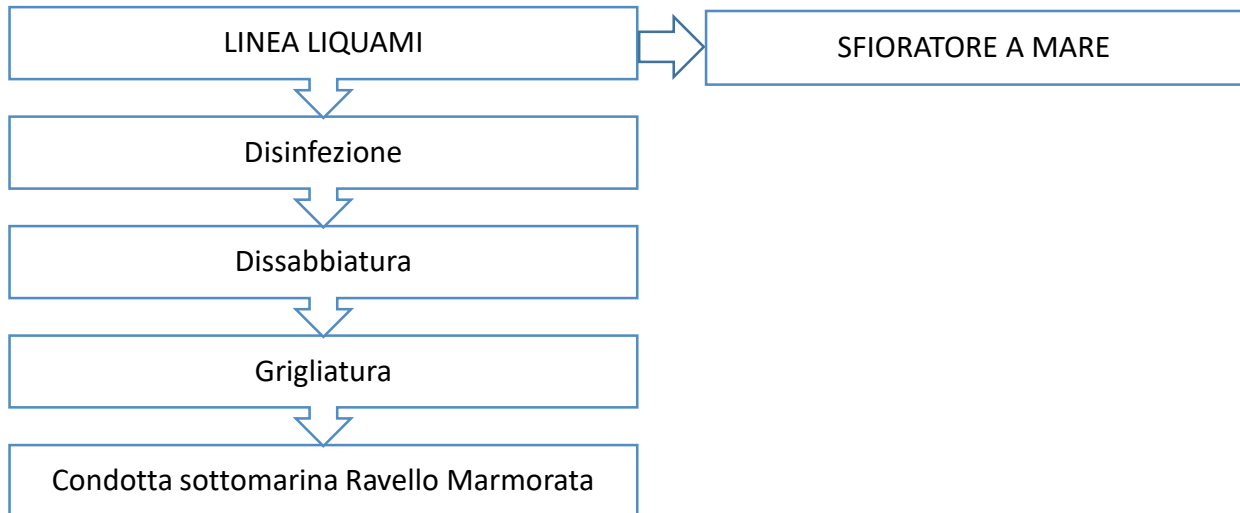 LINEA LIQUAMI
SFIORATORE A MARE
Disinfezione
Dissabbiatura
Grigliatura
Condotta sottomarina Ravello Marmorata